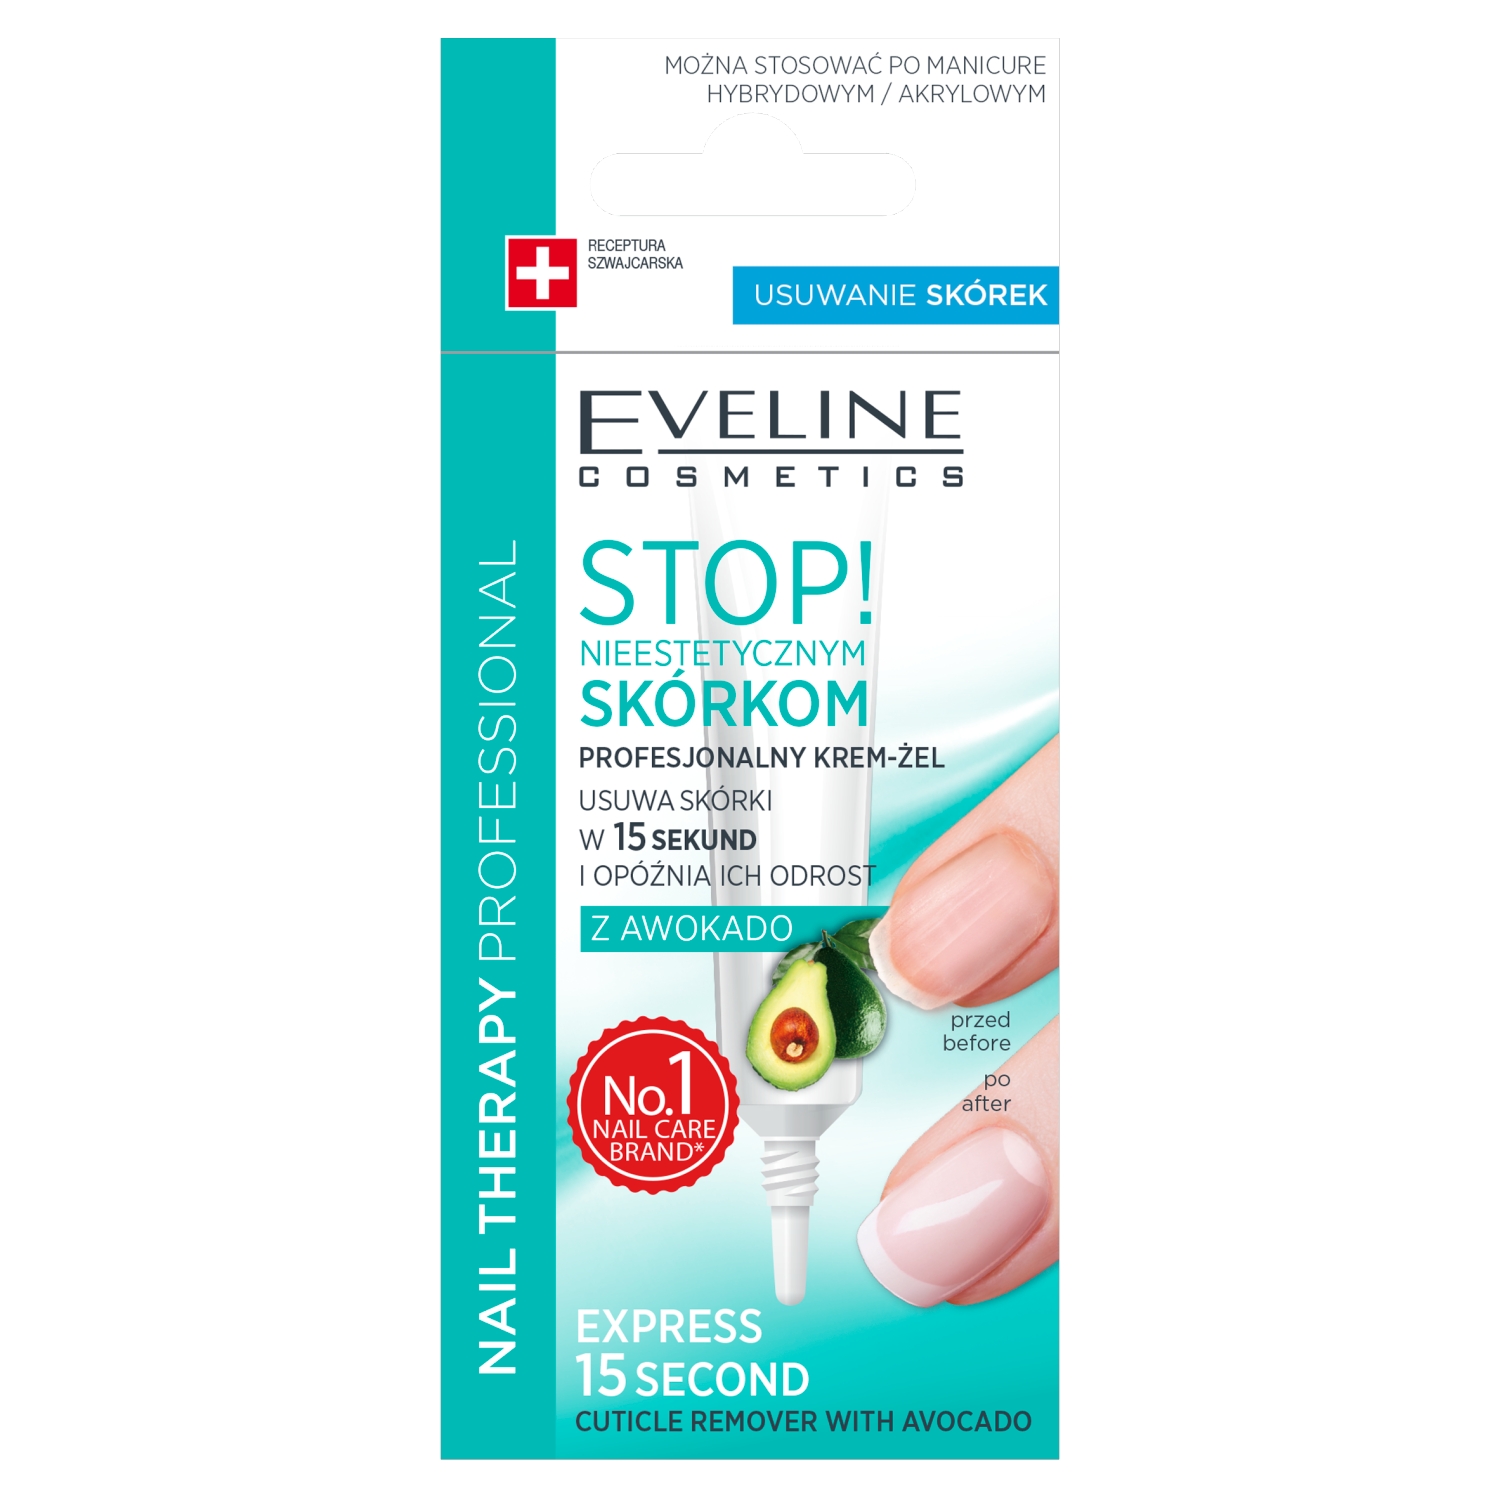 MOŻNA STOSOWAĆ PO MANICURE
HYBRYDOWYM / AKRYLOWYM
RECEPTURA
SZWAJCARSKA
USUWANIE SKÓREK
EVELINE
COSMETICS
STOP!
NIEESTETYCZNYM
SKÓRKOM
PROFESJONALNY KREM-ŻEL
USUWA SKÓRKI
W 15 SEKUND
I OPÓŹNIA ICH ODROST
Z AWOKADO
przed
before
po
after
No.1
NAIL CARE
BRAND*
EXPRESS
15 SECOND
CUTICLE REMOVER WITH AVOCADO
NAIL THERAPY PROFESSIONAL